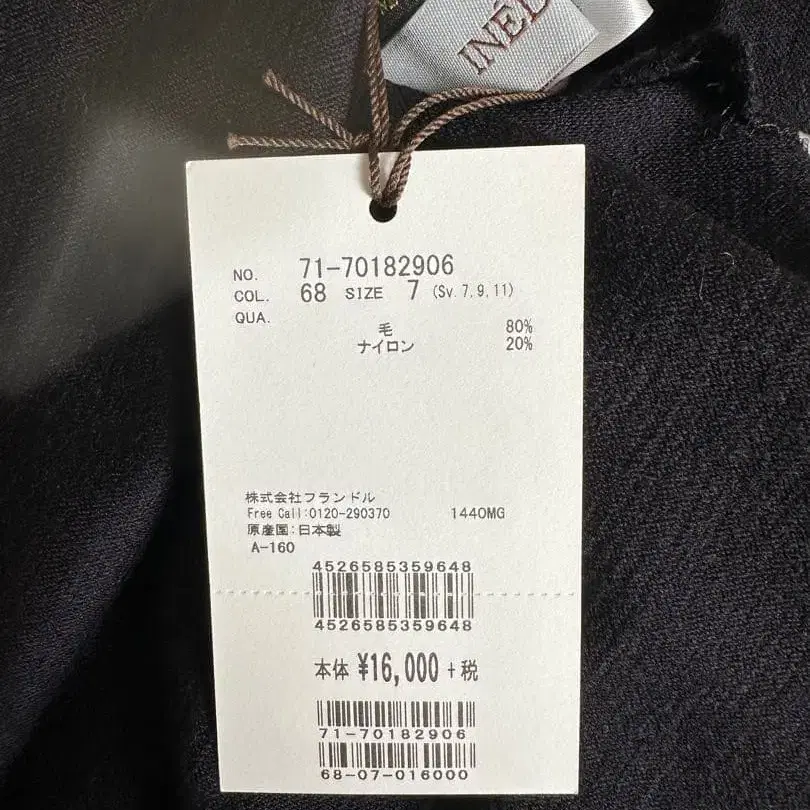 INÉD
NO. 71-70182906
COL. 68 SIZE 7 (Sv. 7, 9, 11)
QUA.
毛 80%
ナイロン 20%
株式会社フランドル
Free Call:0120-290370 1440MG
原産国:日本製
A-160
4526585359648
4526585359648
本体 ¥16,000 + 税
71-70182906
68-07-016000